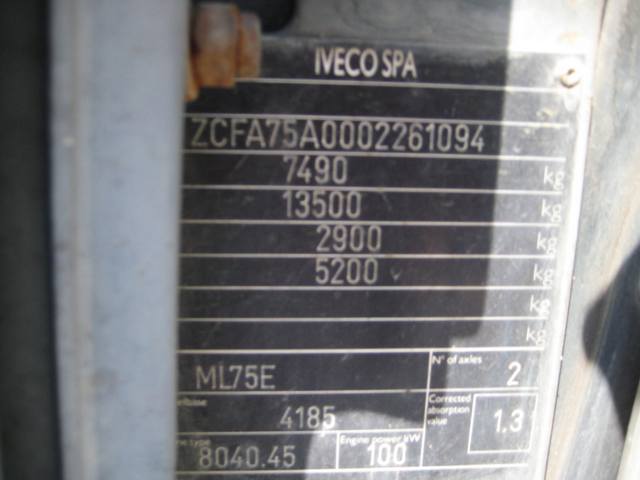 IVECO SPA
ZCFA75A0002261094
7490 kg
13500 kg
2900 kg
5200 kg
kg
kg
ML75E
N° of axles 2
4185
Corrected absorption value 1.3
8040.45
Engine power kW 100